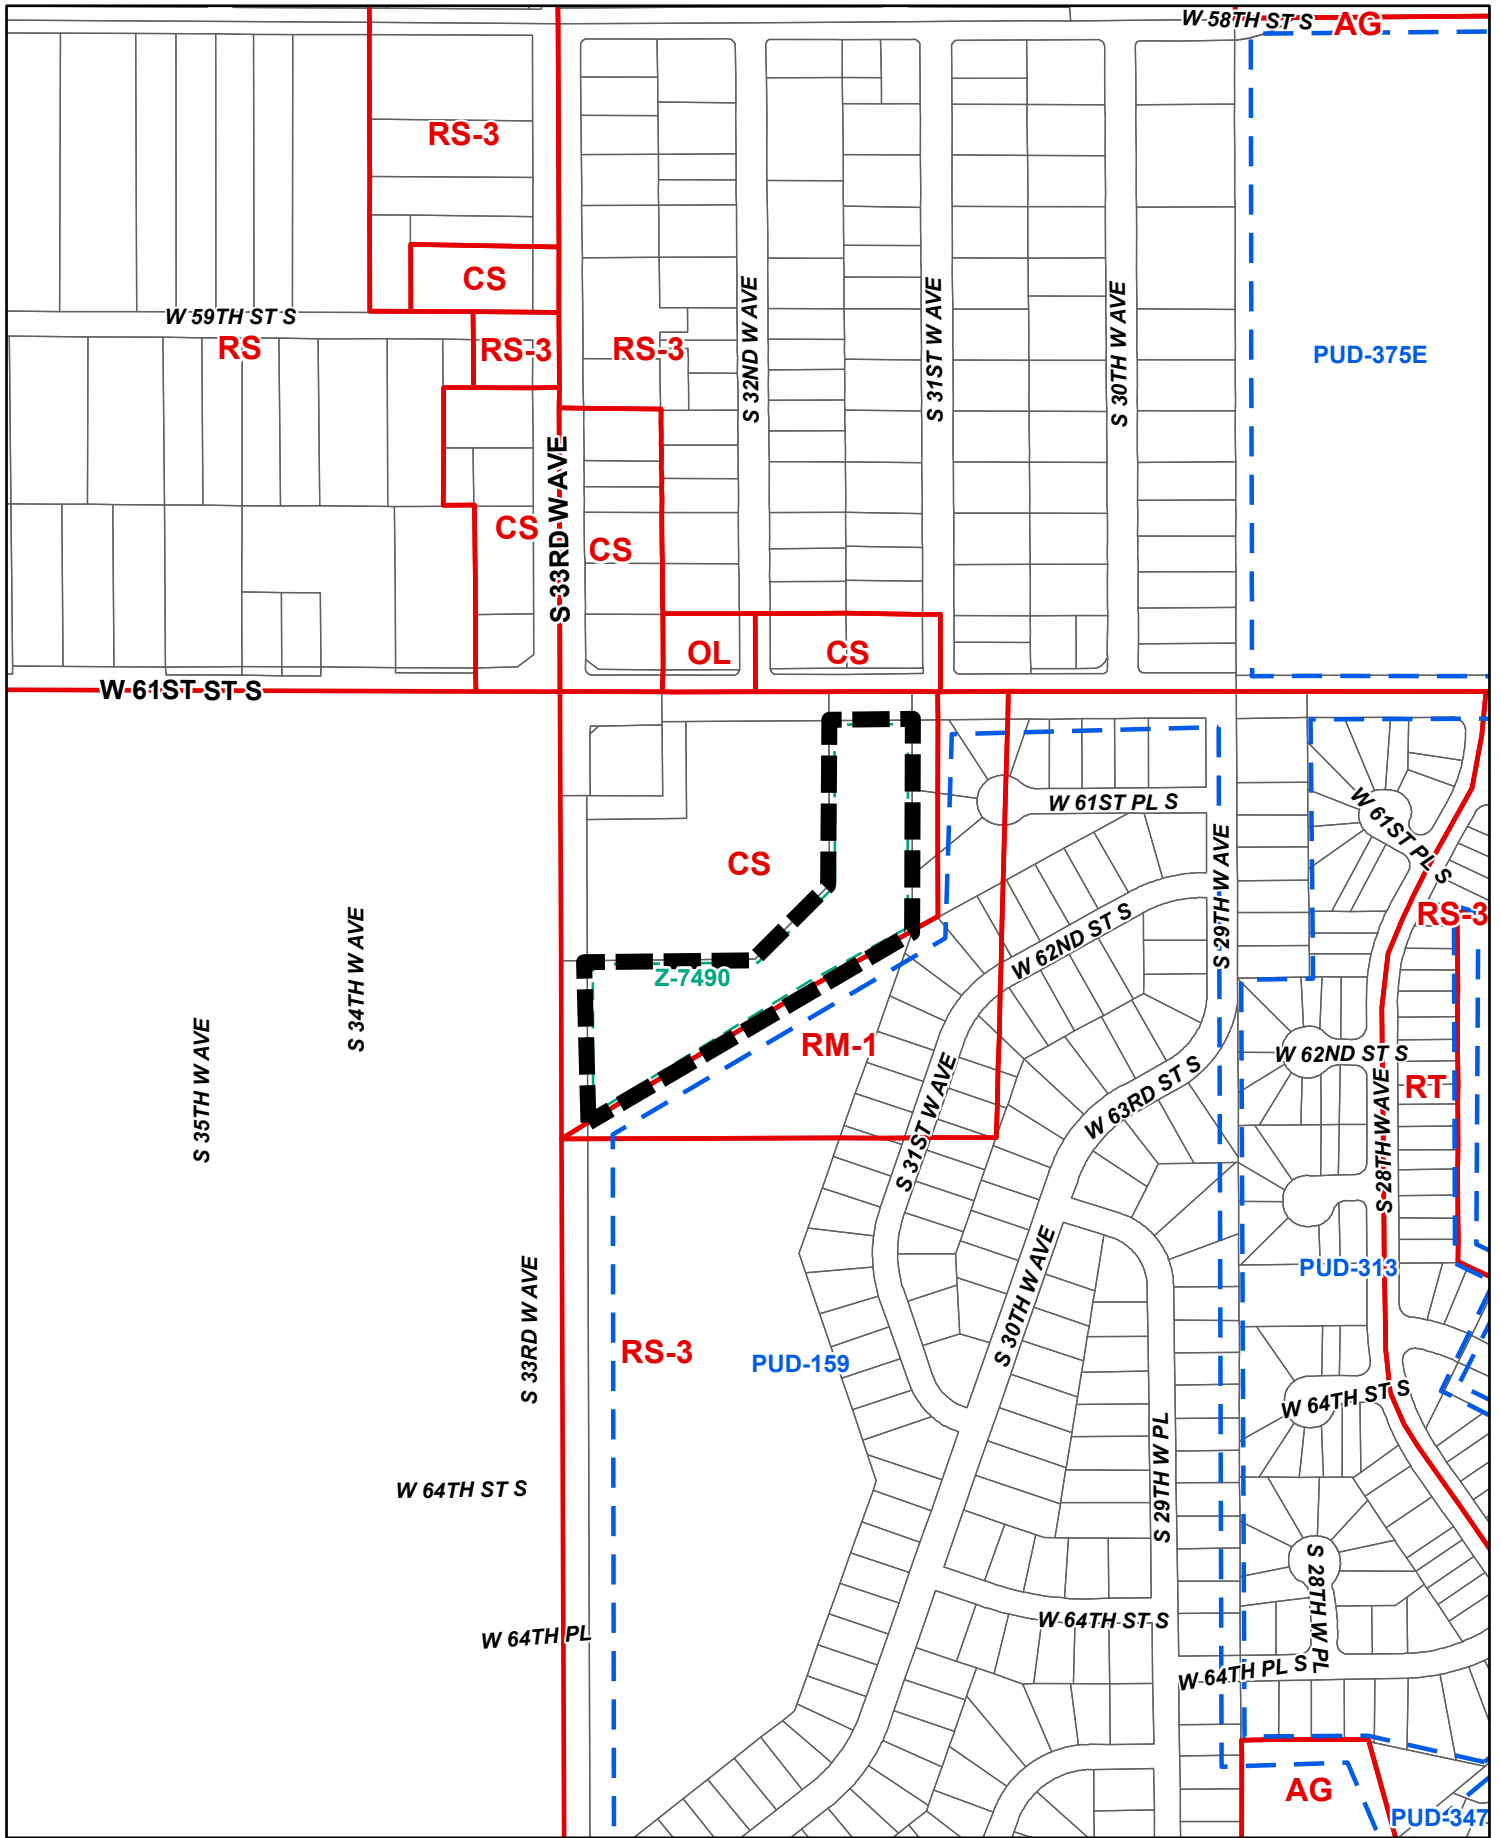 W 58TH ST S
AG
RS-3
CS
W 59TH ST S
RS
RS-3
RS-3
S 32ND W AVE
S 31ST W AVE
S 30TH W AVE
PUD-375E
S 33RD W AVE
CS
CS
OL
CS
W 61ST ST S
W 61ST PL S
W 61ST PL S
CS
S 29TH W AVE
RS-3
W 62ND ST S
Z-7490
S 34TH W AVE
RM-1
S 35TH W AVE
W 62ND ST S
RT
S 31ST W AVE
W 63RD ST S
S 28TH W AVE
PUD-313
S 33RD W AVE
S 30TH W AVE
RS-3
PUD-159
W 64TH ST S
S 29TH W PL
W 64TH ST S
S 28TH W PL
W 64TH PL
W 64TH ST S
W 64TH PL S
AG
PUD-347